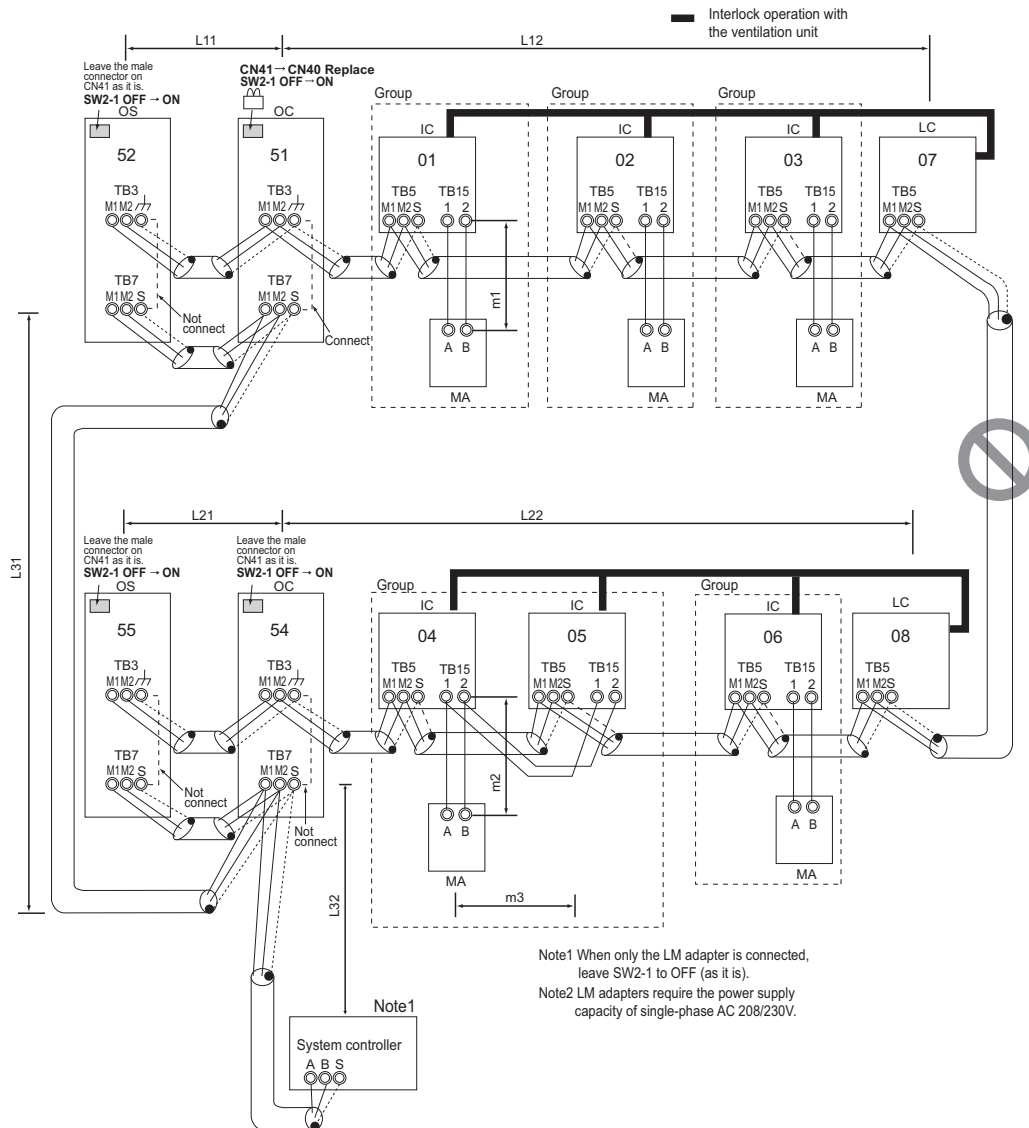 Interlock operation with
the ventilation unit
L11
L12
Leave the male
connector on
CN41 as it is.
SW2-1 OFF → ON
OS
CN41 → CN40 Replace
SW2-1 OFF → ON
OC
Group
Group
Group
IC
IC
IC
LC
52
51
01
02
03
07
TB3
TB3
TB5
TB15
TB5
TB15
TB5
TB15
TB5
M1 M2
M1 M2
M1 M2 S
1
2
M1 M2 S
1
2
M1 M2 S
1
2
M1 M2 S
m1
TB7
TB7
M1 M2 S
M1 M2 S
Not
connect
Connect
A B
A B
A B
MA
MA
MA
L31
L21
L22
Leave the male
connector on
CN41 as it is.
SW2-1 OFF → ON
OS
Leave the male
connector on
CN41 as it is.
SW2-1 OFF → ON
OC
Group
Group
IC
IC
IC
LC
55
54
04
05
06
08
TB3
TB3
TB5
TB15
TB5
TB15
TB5
TB15
TB5
M1 M2
M1 M2
M1 M2 S
1
2
M1 M2 S
1
2
M1 M2 S
1
2
M1 M2 S
m2
TB7
TB7
M1 M2 S
M1 M2 S
Not
connect
Not
connect
A B
A B
MA
MA
m3
L32
Note1 When only the LM adapter is connected,
leave SW2-1 to OFF (as it is).
Note2 LM adapters require the power supply
capacity of single-phase AC 208/230V.
Note1
System controller
A B S